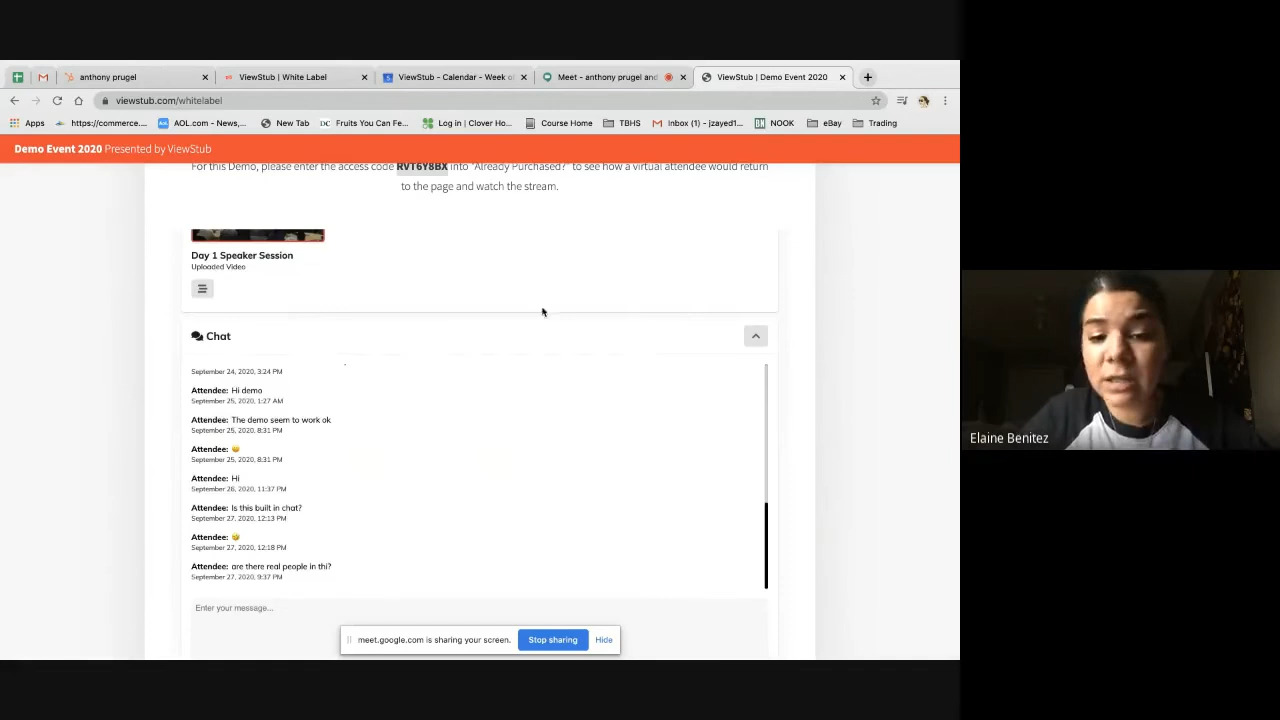 anthony prugel
ViewStub | White Label
ViewStub - Calendar - Week o
Meet - anthony prugel and
ViewStub | Demo Event 2020
viewstub.com/whitelabel
Apps
https://commerce....
AOL.com - News,...
New Tab
Fruits You Can Fe...
Log in | Clover Ho...
Course Home
TBHS
Inbox (1) - jzayed1...
NOOK
eBay
Trading
Demo Event 2020 Presented by ViewStub
For this Demo, please enter the access code RVT6Y8BX into "Already Purchased?" to see how a virtual attendee would return
to the page and watch the stream.
Day 1 Speaker Session
Uploaded Video
Chat
September 24, 2020, 3:24 PM
Attendee: Hi demo
September 25, 2020, 1:27 AM
Attendee: The demo seem to work ok
September 25, 2020, 8:31 PM
Attendee: 😀
September 25, 2020, 8:31 PM
Attendee: Hi
September 26, 2020, 11:37 PM
Attendee: Is this built in chat?
September 27, 2020, 12:13 PM
Attendee: 🤣
September 27, 2020, 12:18 PM
Attendee: are there real people in thi?
September 27, 2020, 9:37 PM
Enter your message...
meet.google.com is sharing your screen.
Stop sharing
Hide
Elaine Benitez